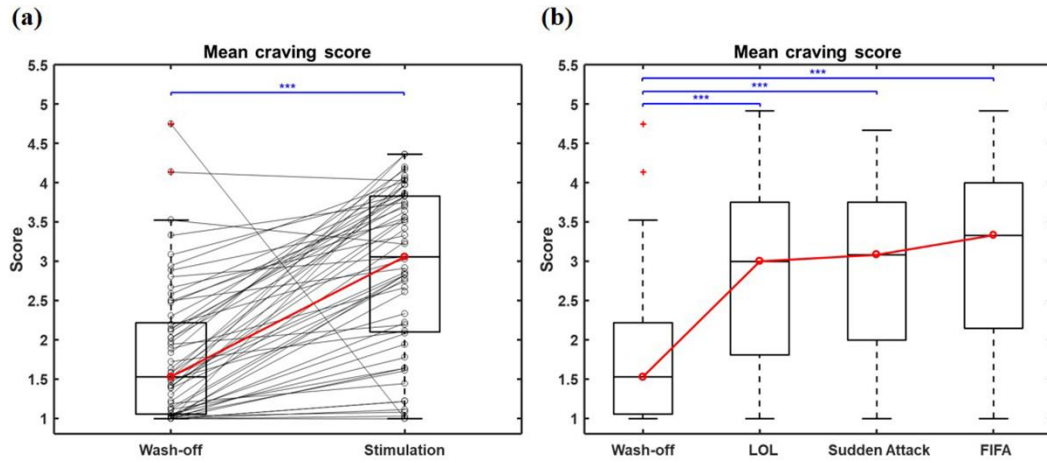 (a)
Mean craving score
5.5
5
4.5
4
3.5
3
2.5
2
1.5
1
Score
***
Wash-off
Stimulation
(b)
Mean craving score
5.5
5
4.5
4
3.5
3
2.5
2
1.5
1
Score
***
***
***
Wash-off
LOL
Sudden Attack
FIFA